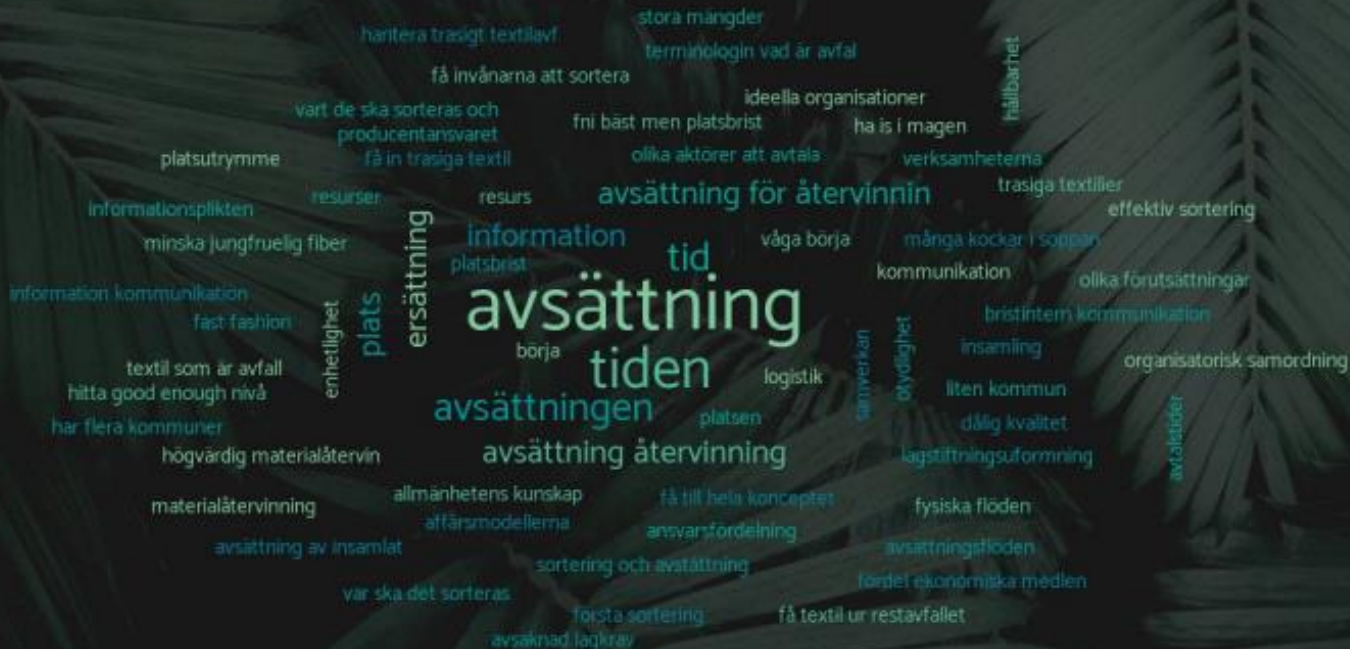 stora mängder
hantera trasigt textilavf
terminologin vad är avfal
få invånarna att sortera
hållbarhet
ideella organisationer
vart de ska sorteras och
fni bäst men platsbrist
ha is i magen
producentansvaret
platsutrymme
få in trasiga textil
olika aktörer att avtala
verksamheterna
resurser
resurs
avsättning för återvinnin
trasiga textilier
informationsplikten
effektiv sortering
ersättning
information
våga börja
många kockar i soppan
minska jungfruelig fiber
tid
platsbrist
kommunikation
olika förutsättningar
information kommunikation
avsättning
fast fashion
plats
bristintern kommunikation
enhetlighet
börja
samverkan
otydlighet
insamling
textil som är avfall
tiden
logistik
organisatorisk samordning
hitta good enough nivå
liten kommun
avsättningen
platsen
har flera kommuner
dålig kvalitet
avtalstider
högvärdig materialåtervin
avsättning återvinning
lagstiftningsuformning
allmänhetens kunskap
få till hela konceptet
materialåtervinning
fysiska flöden
affärsmodellerna
ansvarsfördelning
avsättning av insamlat
avsättningsflöden
sortering och avstättning
fördel ekonomiska medlen
var ska det sorteras
första sortering
få textil ur restavfallet
avsaknad lagkrav